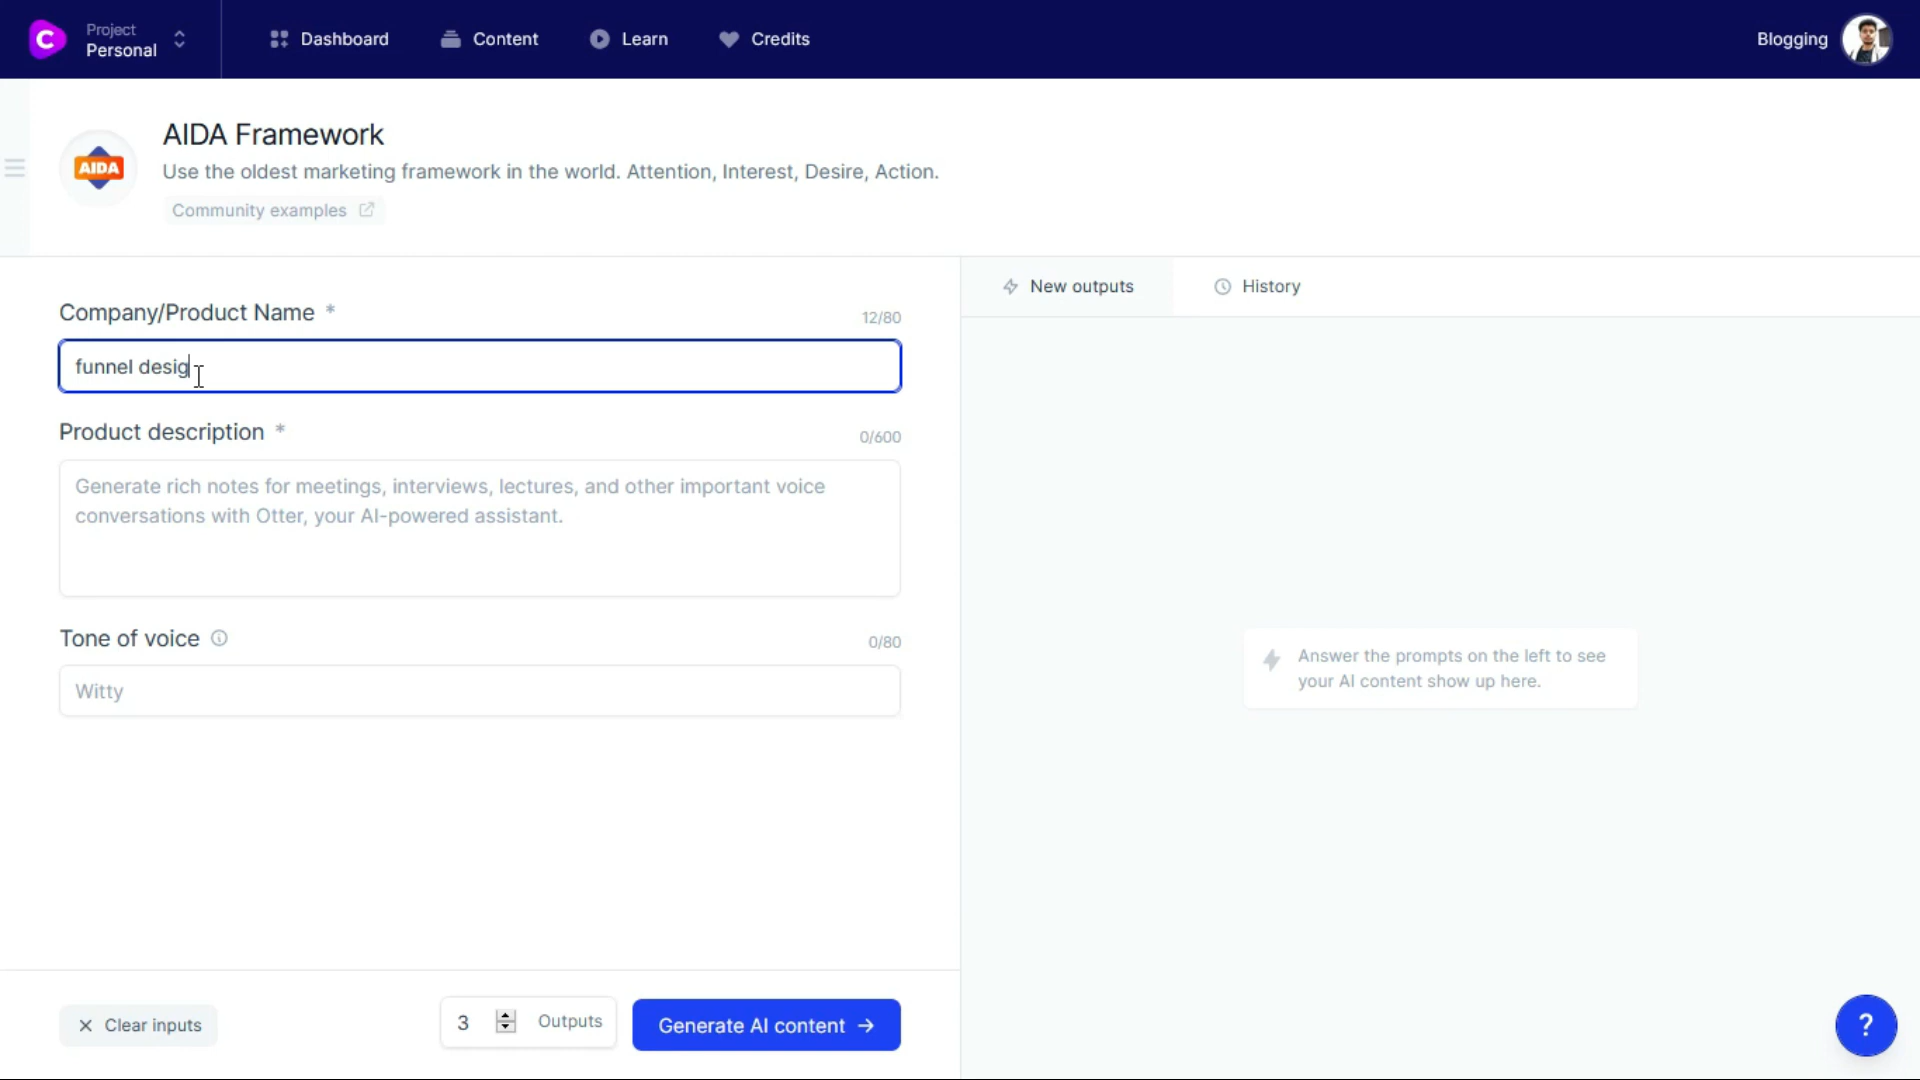 C
Project
Personal
Dashboard
Content
Learn
Credits
Blogging
AIDA
AIDA Framework
Use the oldest marketing framework in the world. Attention, Interest, Desire, Action.
Community examples
Company/Product Name *
12/80
funnel desig
Product description *
0/600
Generate rich notes for meetings, interviews, lectures, and other important voice
conversations with Otter, your AI-powered assistant.
Tone of voice
0/80
Witty
Clear inputs
3
Outputs
Generate AI content
New outputs
History
Answer the prompts on the left to see
your AI content show up here.
?